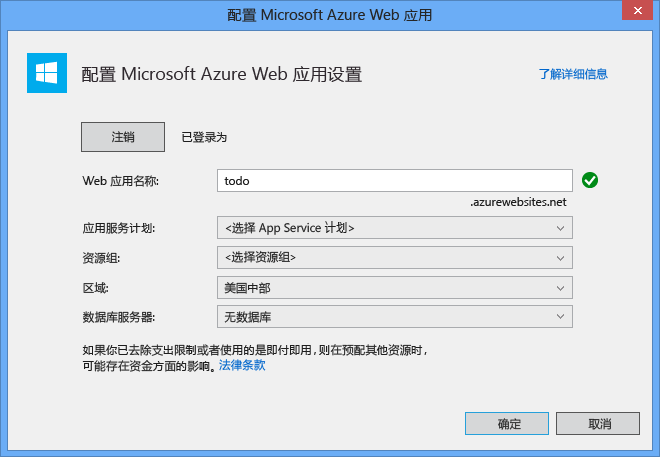 配置 Microsoft Azure Web 应用
配置 Microsoft Azure Web 应用设置
了解详细信息
注销 已登录为
Web 应用名称: todo
.azurewebsites.net
应用服务计划: <选择 App Service 计划>
资源组: <选择资源组>
区域: 美国中部
数据库服务器: 无数据库
如果你已去除支出限制或者使用的是即付即用,则在预配其他资源时,
可能存在资金方面的影响。法律条款
确定 取消